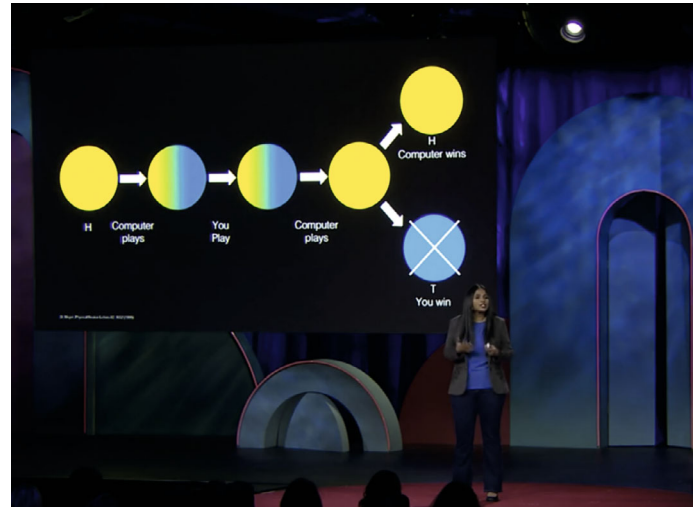 H
Computer wins
H
Computer
plays
You
Play
Computer
plays
T
You win